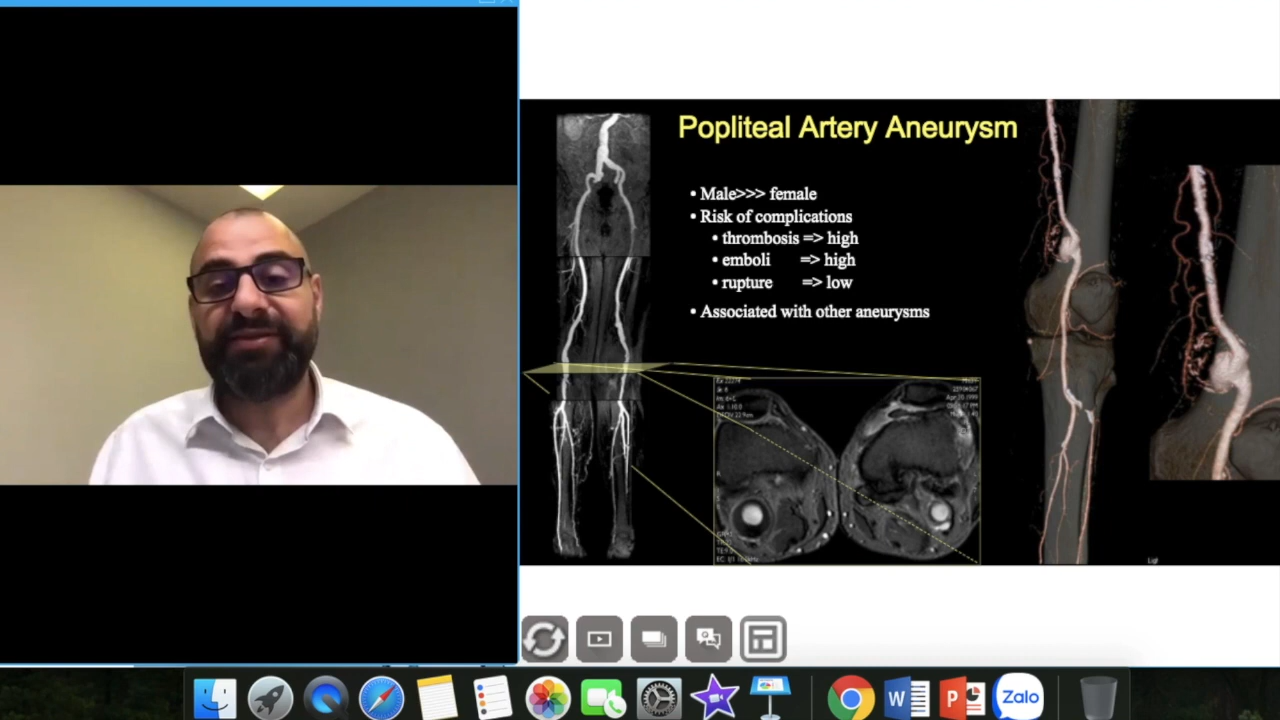 Popliteal Artery Aneurysm
• Male>>> female
• Risk of complications
• thrombosis => high
• emboli => high
• rupture => low
• Associated with other aneurysms
Zalo